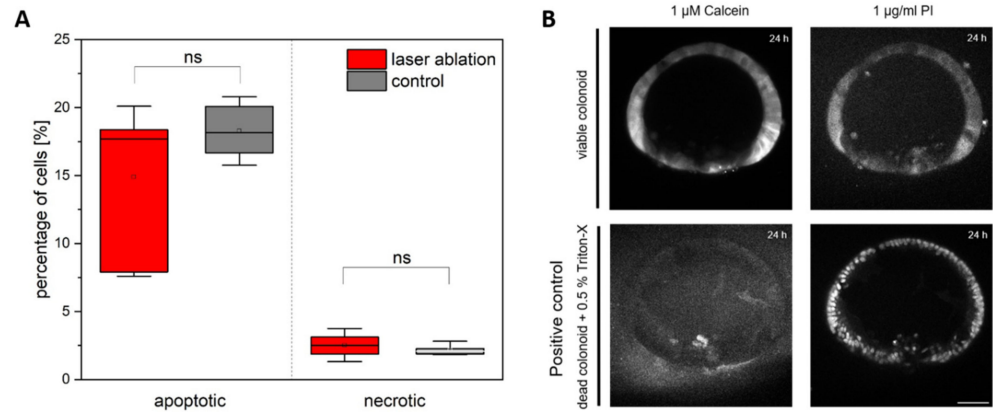 A
25
20
15
10
5
0
percentage of cells [%]
ns
ns
laser ablation
control
apoptotic
necrotic
B
1 µM Calcein
1 µg/ml PI
viable colonoid
24 h
24 h
Positive control
dead colonoid + 0.5 % Triton-X
24 h
24 h